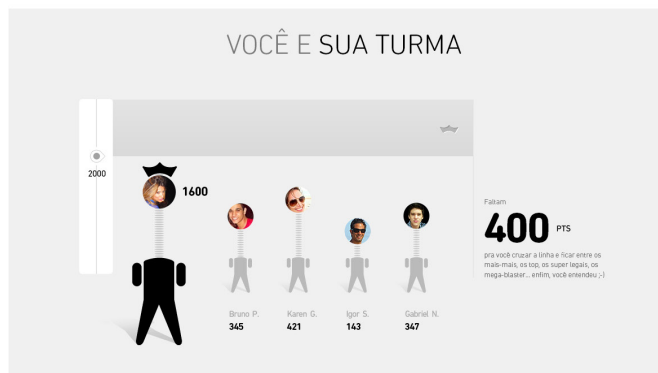 VOCÊ E SUA TURMA
2000
1600
Faltam
400 PTS
pra você cruzar a linha e ficar entre os
mais-mais, os top, os super legais, os
mega-blaster... enfim, você entendeu ;-)
Bruno P.
345
Karen G.
421
Igor S.
143
Gabriel N.
347